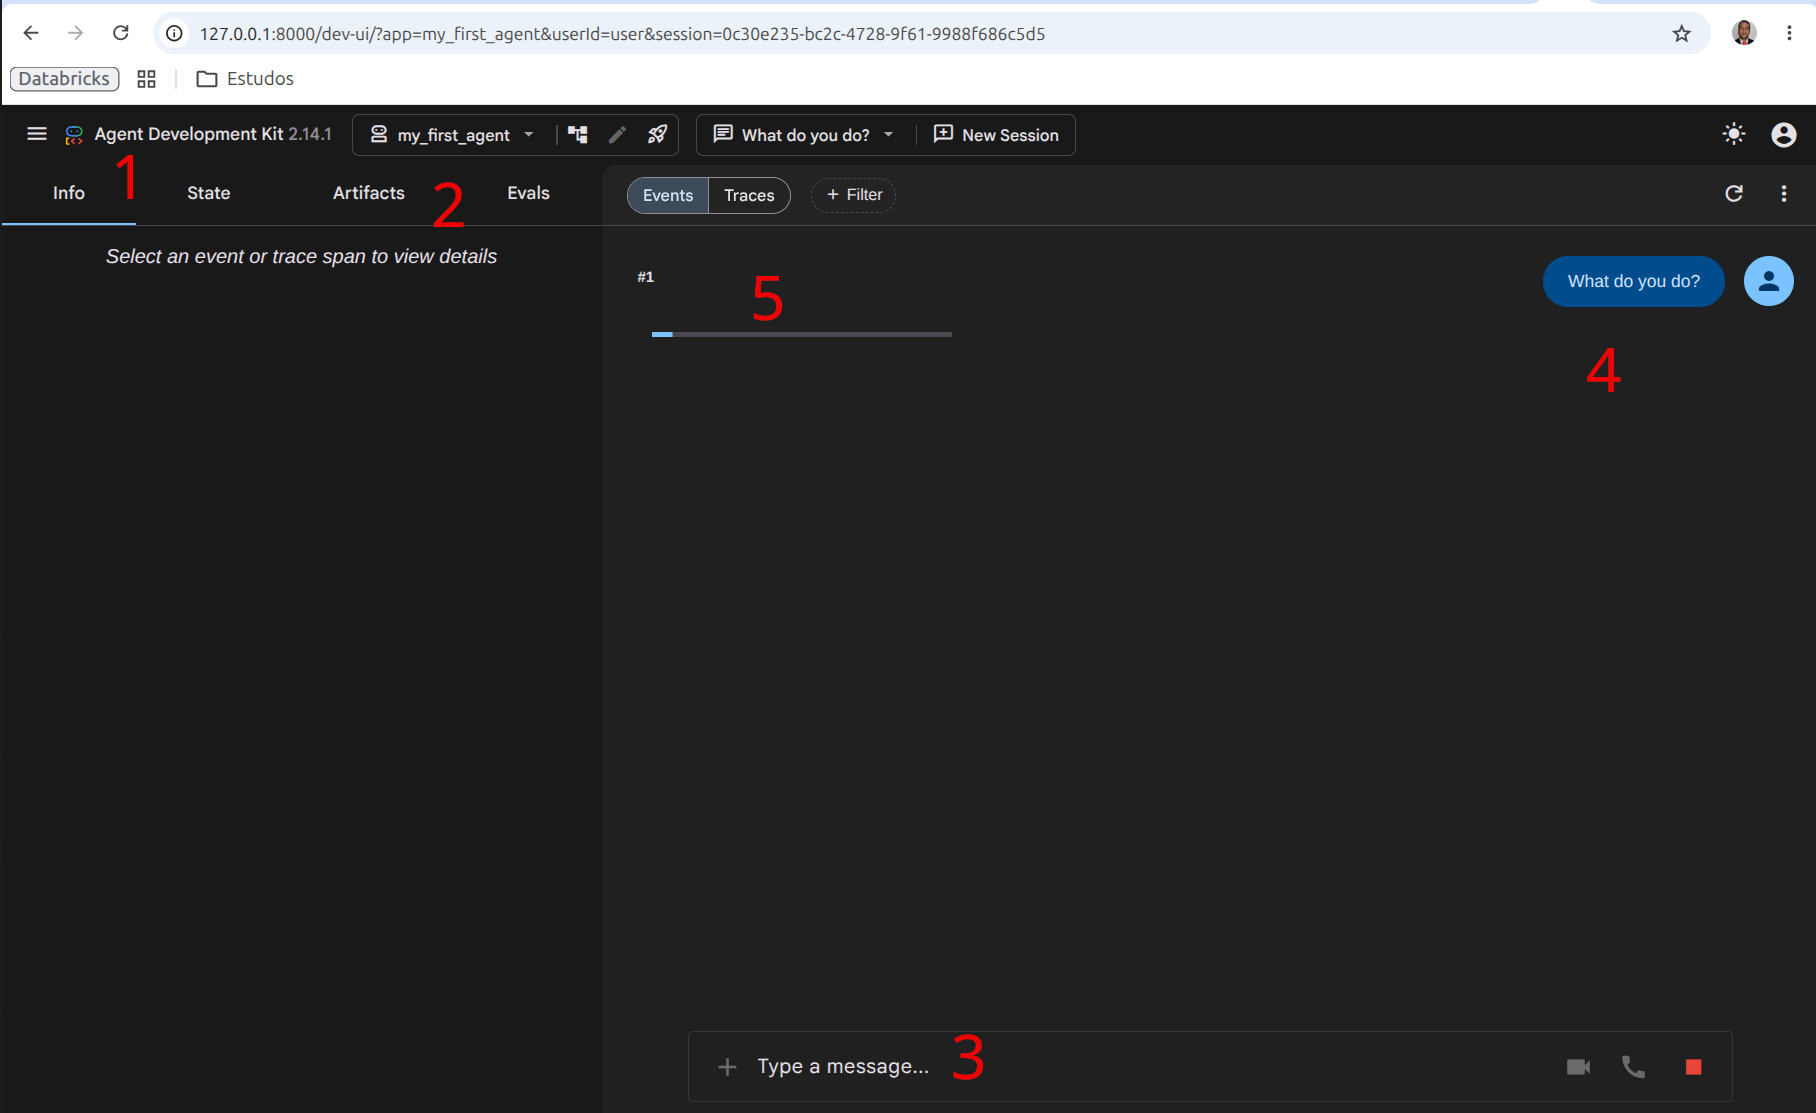 127.0.0.1:8000/dev-ui/?app=my_first_agent&userId=user&session=0c30e235-bc2c-4728-9f61-9988f686c5d5
Databricks Estudos
Agent Development Kit 2.14.1 my_first_agent What do you do? New Session
1
Info State Artifacts Evals Events Traces + Filter
2
Select an event or trace span to view details
#1 What do you do?
5
4
Type a message...
3